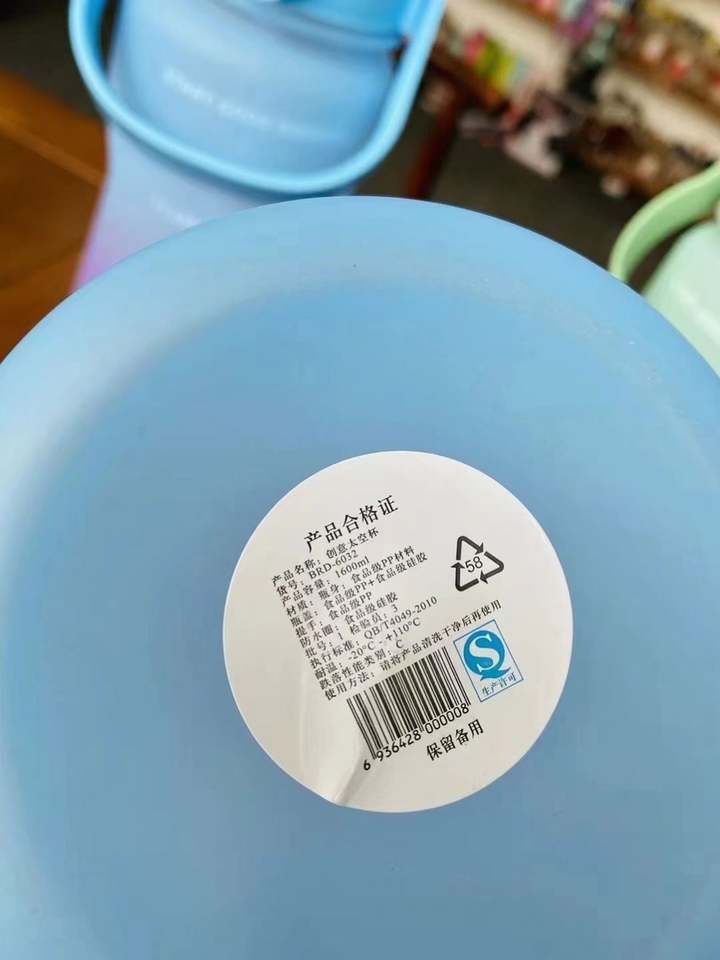 产品合格证
产品名称：创意太空杯
货号：BRD-6032
产品容量：1600ml
材质：瓶身：食品级PP材料
瓶盖：食品级PP+食品级硅胶
提手：食品级PP
防水圈：食品级硅胶
批号：1 检验员：3
执行标准：QB/T4049-2010
耐温：-20°C - +110°C
跌落性能类别：C
使用方法：请将产品清洗干净后再使用
58
生产许可
6 936428 000008
保留备用